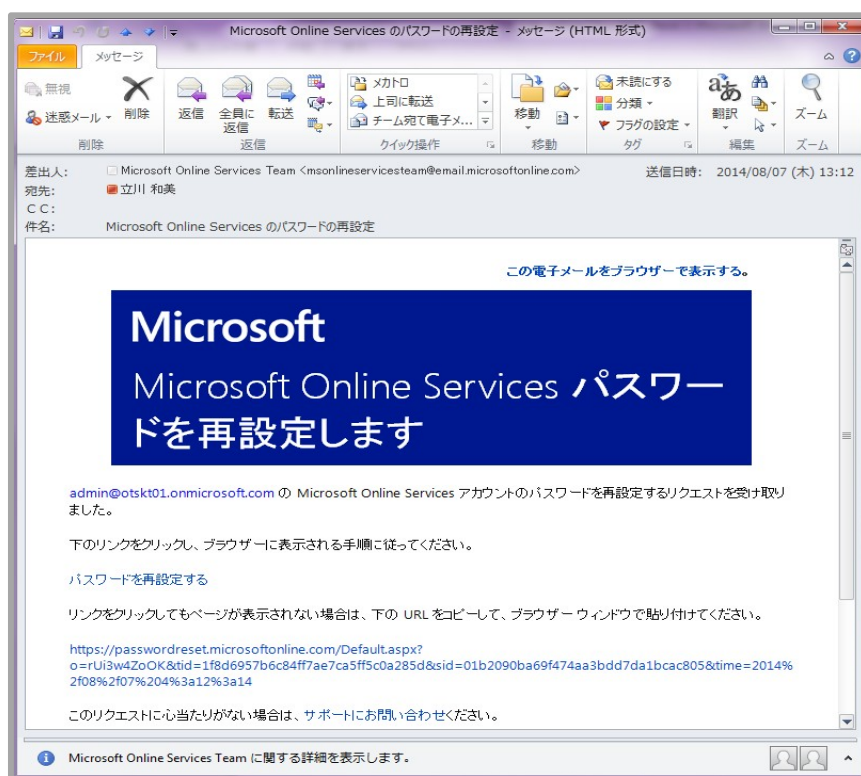 Microsoft Online Services のパスワードの再設定 - メッセージ (HTML 形式)
ファイル メッセージ
無視
迷惑メール
削除
返信 全員に返信 転送
メカトロ
上司に転送
チーム宛て電子メ...
移動
未読にする
分類
フラグの設定
翻訳
ズーム
削除 返信 クイック操作 移動 タグ 編集 ズーム
差出人: Microsoft Online Services Team <msonlineservicesteam@email.microsoftonline.com> 送信日時: 2014/08/07 (木) 13:12
宛先: 立川 和美
CC:
件名: Microsoft Online Services のパスワードの再設定
この電子メールをブラウザーで表示する。
Microsoft
Microsoft Online Services パスワー
ドを再設定します
admin@otskt01.onmicrosoft.com の Microsoft Online Services アカウントのパスワードを再設定するリクエストを受け取り
ました。
下のリンクをクリックし、ブラウザーに表示される手順に従ってください。
パスワードを再設定する
リンクをクリックしてもページが表示されない場合は、下の URL をコピーして、ブラウザー ウィンドウで貼り付けてください。
https://passwordreset.microsoftonline.com/Default.aspx?
o=rUi3w4ZoOK&tid=1f8d6957b6c84ff7ae7ca5ff5c0a285d&sid=01b2090ba69f474aa3bdd7da1bcac805&time=2014%
2f08%2f07%204%3a12%3a14
このリクエストに心当たりがない場合は、サポートにお問い合わせください。
Microsoft Online Services Team に関する詳細を表示します。